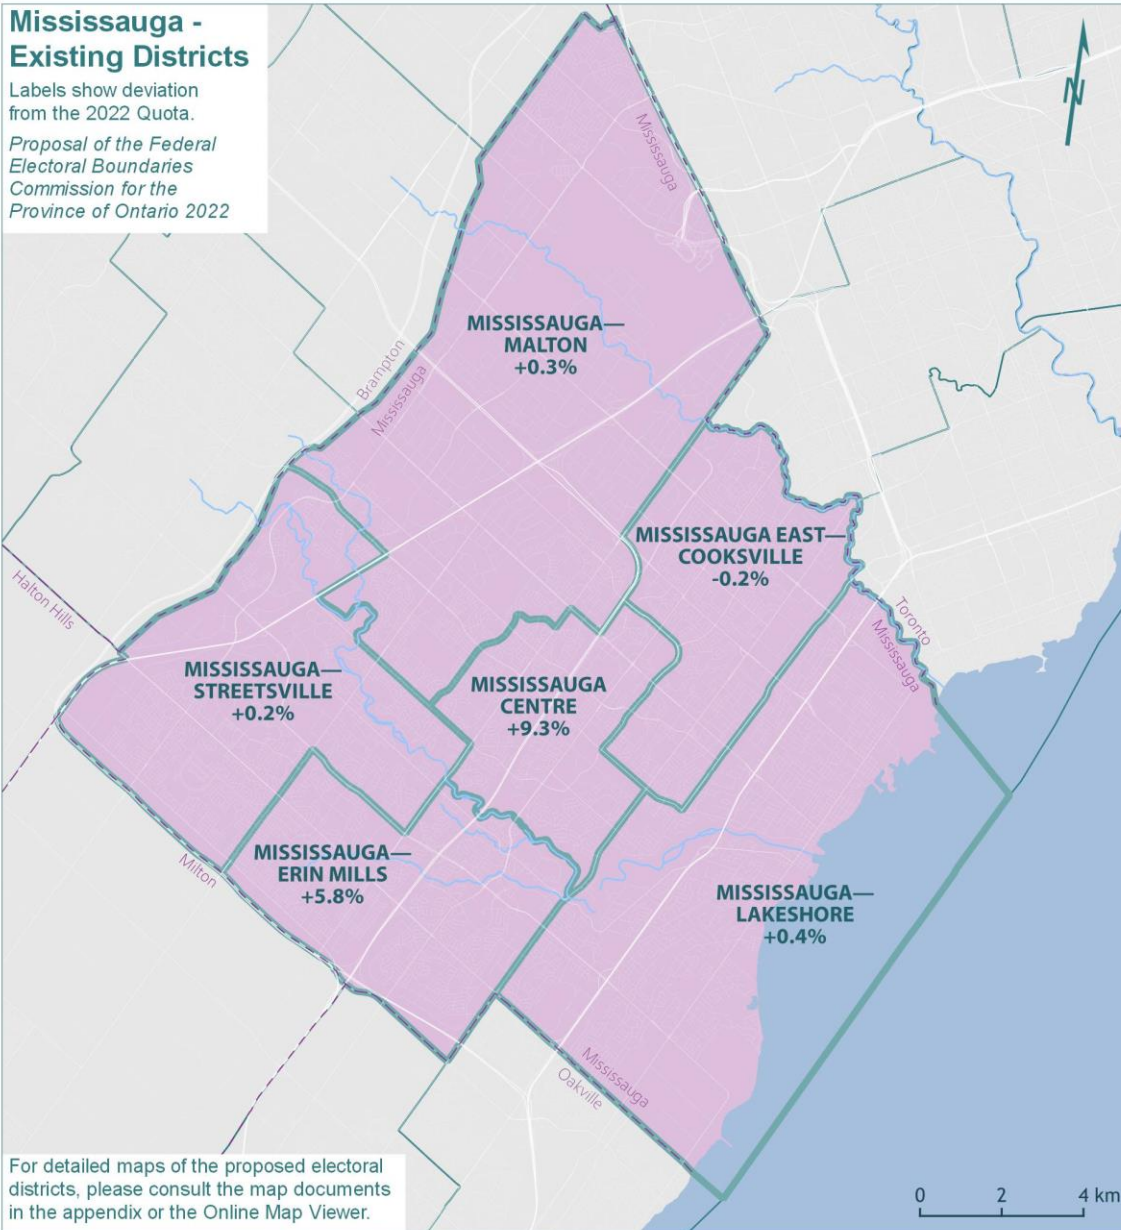 Mississauga -
Existing Districts
Labels show deviation
from the 2022 Quota.
Proposal of the Federal
Electoral Boundaries
Commission for the
Province of Ontario 2022
N
Mississauga
MISSISSAUGA—
MALTON
+0.3%
Brampton
Mississauga
MISSISSAUGA EAST—
COOKSVILLE
-0.2%
Halton Hills
Toronto
Mississauga
MISSISSAUGA—
STREETSVILLE
+0.2%
MISSISSAUGA
CENTRE
+9.3%
MISSISSAUGA—
ERIN MILLS
+5.8%
Milton
MISSISSAUGA—
LAKESHORE
+0.4%
Mississauga
Oakville
For detailed maps of the proposed electoral
districts, please consult the map documents
in the appendix or the Online Map Viewer.
0 2 4 km